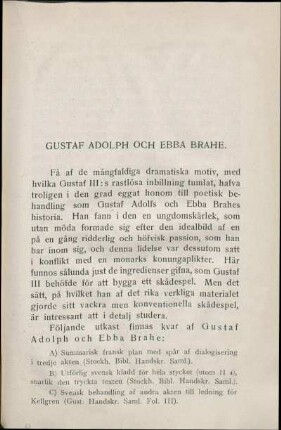 GUSTAF ADOLPH OCH EBBA BRAHE.
Få af de mångfaldiga dramatiska motiv, med
hvilka Gustaf III:s rastlösa inbillning tumlat, hafva
troligen i den grad eggat honom till poetisk be-
handling som Gustaf Adolfs och Ebba Brahes
historia. Han fann i den en ungdomskärlek, som
utan möda formade sig efter den idealbild af en
på en gång ridderlig och höfvisk passion, som han
bar inom sig, och denna lidelse var dessutom satt
i konflikt med en monarks konungaplikter. Här
funnos sålunda just de ingredienser gifna, som Gustaf
III behöfde för att bygga ett skådespel. Men det
sätt, på hvilket han af det rika verkliga materialet
gjorde sitt vackra men konventionella skådespel,
är intressant att i detalj studera.
Följande utkast finnas kvar af Gustaf
Adolph och Ebba Brahe:
A) Summarisk fransk plan med spår af dialogisering
i tredje akten (Stockh. Bibl. Handskr. Saml.).
B) Utförlig svensk klädd för hela stycket (utom II 4),
snarlik den tryckta reazen (Stockh. Bibl. Handskr. Saml.).
C) Svensk behandling af andra akten till ledning för
Kellgren (Gust. Handskr. Saml. Fol. III).